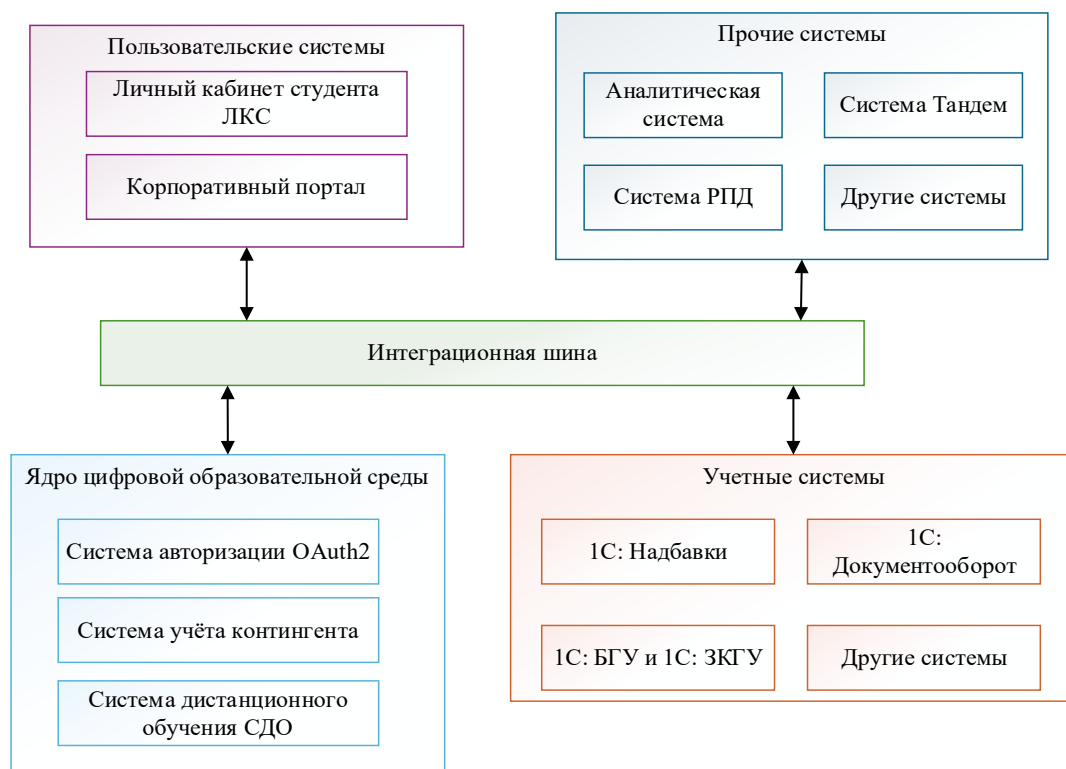 Пользовательские системы
Личный кабинет студента
ЛКС
Корпоративный портал
Прочие системы
Аналитическая
система
Система Тандем
Система РПД
Другие системы
Интеграционная шина
Ядро цифровой образовательной среды
Система авторизации OAuth2
Система учёта контингента
Система дистанционного
обучения СДО
Учетные системы
1С: Надбавки
1С:
Документооборот
1С: БГУ и 1С: ЗКГУ
Другие системы